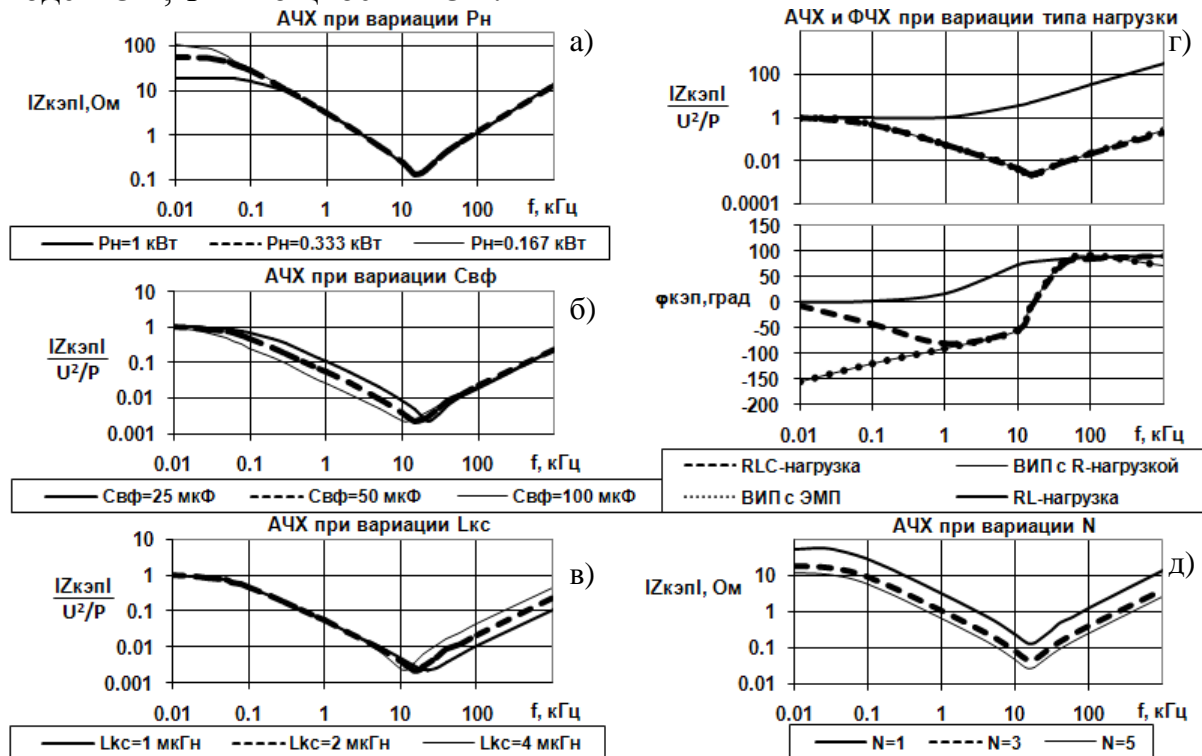 АЧХ при вариации Рн
а)
|Zкэп|,Ом
100
10
1
0.1
0.01 0.1 1 10 100 f, кГц
Рн=1 кВт Рн=0.333 кВт Рн=0.167 кВт
АЧХ при вариации Свф
б)
|Zкэп|
U²/P
10
1
0.1
0.01
0.001
0.01 0.1 1 10 100 f, кГц
Свф=25 мкФ Свф=50 мкФ Свф=100 мкФ
АЧХ при вариации Lкс
в)
|Zкэп|
U²/P
10
1
0.1
0.01
0.001
0.01 0.1 1 10 100 f, кГц
Lкс=1 мкГн Lкс=2 мкГн Lкс=4 мкГн
АЧХ и ФЧХ при вариации типа нагрузки
г)
|Zкэп|
U²/P
100
1
0.01
0.0001
φкэп,град
150
100
50
0
-50
-100
-150
-200
0.01 0.1 1 10 100 f, кГц
RLC-нагрузка ВИП с R-нагрузкой
ВИП с ЭМП RL-нагрузка
АЧХ при вариации N
д)
|Zкэп|, Ом
10
1
0.1
0.01
0.01 0.1 1 10 100 f, кГц
N=1 N=3 N=5